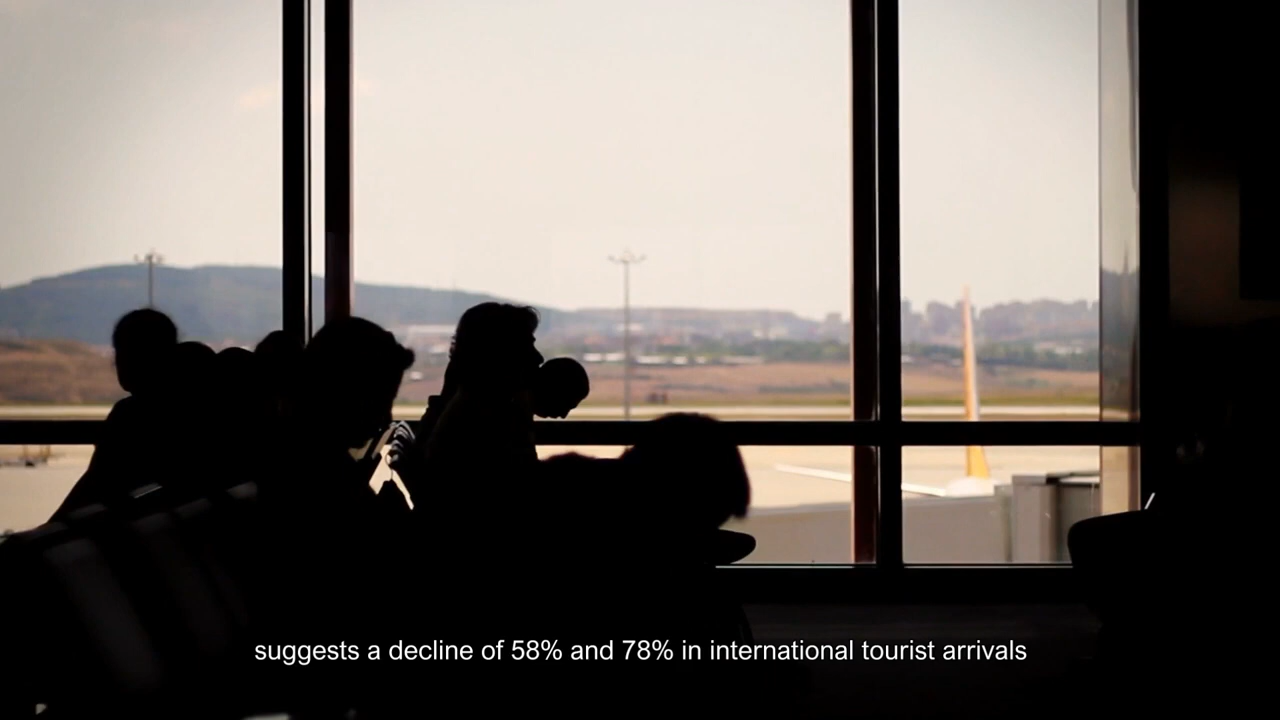 suggests a decline of 58% and 78% in international tourist arrivals